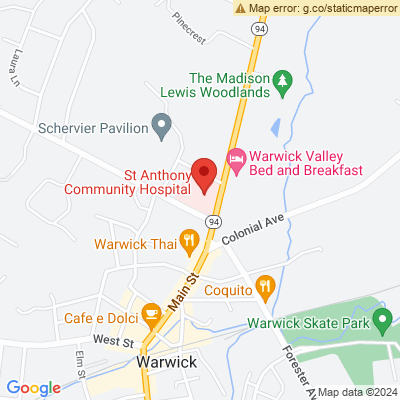 Map error: g.co/staticmaperror
Pinecrest
94
Laura Ln
The Madison
Lewis Woodlands
Schervier Pavilion
Warwick Valley
Bed and Breakfast
St Anthony
Community Hospital
94
Colonial Ave
Warwick Thai
Main St
Coquito
Cafe e Dolci
Warwick Skate Park
West St
Elm St
Warwick
Forester Av
Google
Map data ©2024